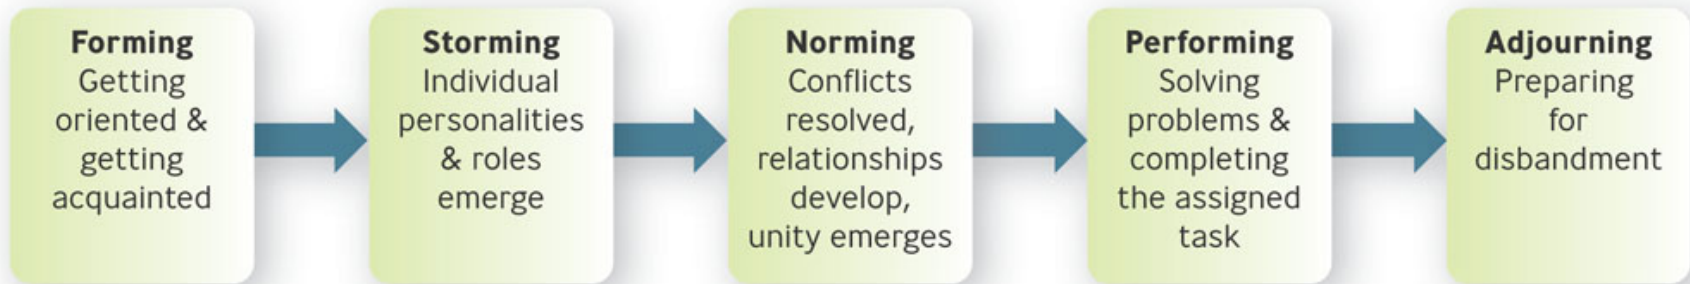 Forming
Getting
oriented &
getting
acquainted
Storming
Individual
personalities
& roles
emerge
Norming
Conflicts
resolved,
relationships
develop,
unity emerges
Performing
Solving
problems &
completing
the assigned
task
Adjourning
Preparing
for
disbandment